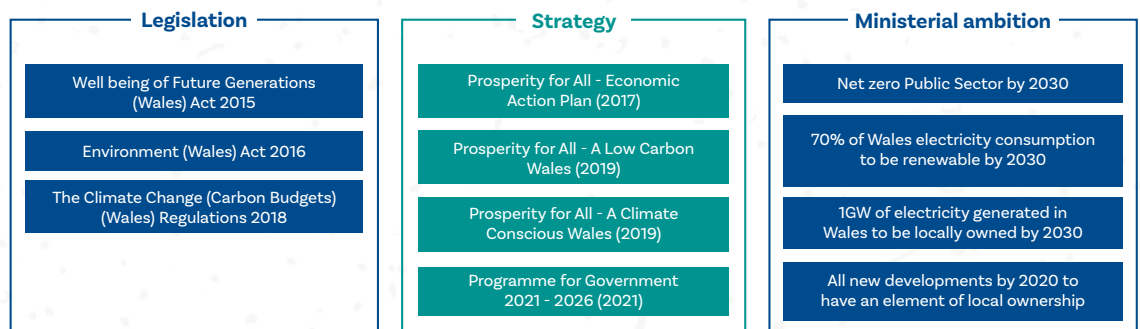 Legislation
Well being of Future Generations
(Wales) Act 2015
Environment (Wales) Act 2016
The Climate Change (Carbon Budgets)
(Wales) Regulations 2018
Strategy
Prosperity for All - Economic
Action Plan (2017)
Prosperity for All - A Low Carbon
Wales (2019)
Prosperity for All - A Climate
Conscious Wales (2019)
Programme for Government
2021 - 2026 (2021)
Ministerial ambition
Net zero Public Sector by 2030
70% of Wales electricity consumption
to be renewable by 2030
1GW of electricity generated in
Wales to be locally owned by 2030
All new developments by 2020 to
have an element of local ownership